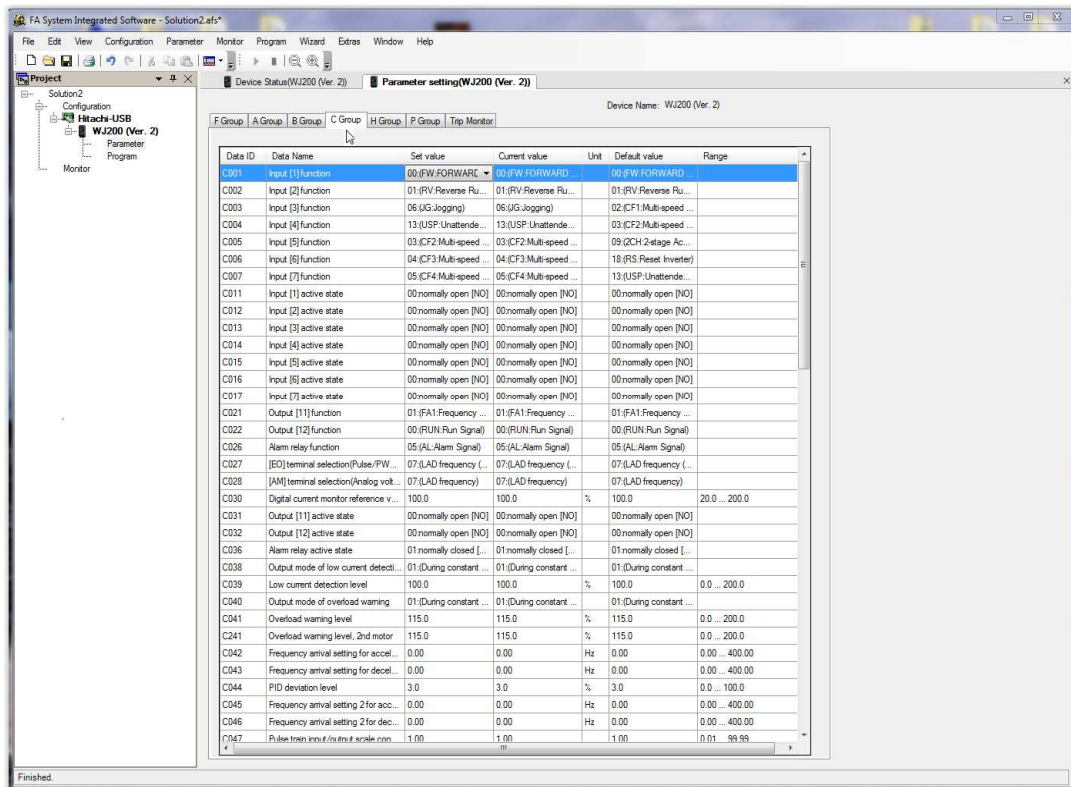 FA System Integrated Software - Solution2.afs*
File Edit View Configuration Parameter Monitor Program Wizard Extras Window Help
Project
Solution2
Configuration
Hitachi-USB
WJ200 (Ver. 2)
Parameter
Program
Monitor
Device Status(WJ200 (Ver. 2)) Parameter setting(WJ200 (Ver. 2))
Device Name: WJ200 (Ver. 2)
F Group A Group B Group C Group H Group P Group Trip Monitor
Data ID Data Name Set value Current value Unit Default value Range
C001 Input [1] function 00:(FW:FORWARD 00:(FW:FORWARD ... 00:(FW:FORWARD ...
C002 Input [2] function 01:(RV:Reverse Ru... 01:(RV:Reverse Ru... 01:(RV:Reverse Ru...
C003 Input [3] function 06:(JG:Jogging) 06:(JG:Jogging) 02:(CF1:Multi-speed ...
C004 Input [4] function 13:(USP:Unattende... 13:(USP:Unattende... 03:(CF2:Multi-speed ...
C005 Input [5] function 03:(CF2:Multi-speed ... 03:(CF2:Multi-speed ... 09:(2CH:2-stage Ac...
C006 Input [6] function 04:(CF3:Multi-speed ... 04:(CF3:Multi-speed ... 18:(RS:Reset Inverter)
C007 Input [7] function 05:(CF4:Multi-speed ... 05:(CF4:Multi-speed ... 13:(USP:Unattende...
C011 Input [1] active state 00:normally open [NO] 00:normally open [NO] 00:normally open [NO]
C012 Input [2] active state 00:normally open [NO] 00:normally open [NO] 00:normally open [NO]
C013 Input [3] active state 00:normally open [NO] 00:normally open [NO] 00:normally open [NO]
C014 Input [4] active state 00:normally open [NO] 00:normally open [NO] 00:normally open [NO]
C015 Input [5] active state 00:normally open [NO] 00:normally open [NO] 00:normally open [NO]
C016 Input [6] active state 00:normally open [NO] 00:normally open [NO] 00:normally open [NO]
C017 Input [7] active state 00:normally open [NO] 00:normally open [NO] 00:normally open [NO]
C021 Output [11] function 01:(FA1:Frequency ... 01:(FA1:Frequency ... 01:(FA1:Frequency ...
C022 Output [12] function 00:(RUN:Run Signal) 00:(RUN:Run Signal) 00:(RUN:Run Signal)
C026 Alarm relay function 05:(AL:Alarm Signal) 05:(AL:Alarm Signal) 05:(AL:Alarm Signal)
C027 [EO] terminal selection(Pulse/PW... 07:(LAD frequency (... 07:(LAD frequency (... 07:(LAD frequency (...
C028 [AM] terminal selection(Analog volt... 07:(LAD frequency) 07:(LAD frequency) 07:(LAD frequency)
C030 Digital current monitor reference v... 100.0 100.0 % 100.0 20.0 ... 200.0
C031 Output [11] active state 00:normally open [NO] 00:normally open [NO] 00:normally open [NO]
C032 Output [12] active state 00:normally open [NO] 00:normally open [NO] 00:normally open [NO]
C036 Alarm relay active state 01:normally closed [... 01:normally closed [... 01:normally closed [...
C038 Output mode of low current detecti... 01:(During constant ... 01:(During constant ... 01:(During constant ...
C039 Low current detection level 100.0 100.0 % 100.0 0.0 ... 200.0
C040 Output mode of overload warning 01:(During constant ... 01:(During constant ... 01:(During constant ...
C041 Overload warning level 115.0 115.0 % 115.0 0.0 ... 200.0
C241 Overload warning level, 2nd motor 115.0 115.0 % 115.0 0.0 ... 200.0
C042 Frequency arrival setting for accel... 0.00 0.00 Hz 0.00 0.00 ... 400.00
C043 Frequency arrival setting for decel... 0.00 0.00 Hz 0.00 0.00 ... 400.00
C044 PID deviation level 3.0 3.0 % 3.0 0.0 ... 100.0
C045 Frequency arrival setting 2 for acc... 0.00 0.00 Hz 0.00 0.00 ... 400.00
C046 Frequency arrival setting 2 for dec... 0.00 0.00 Hz 0.00 0.00 ... 400.00
C047 Pulse train input/output scale con... 1.00 1.00 1.00 0.01 ... 99.99
Finished.